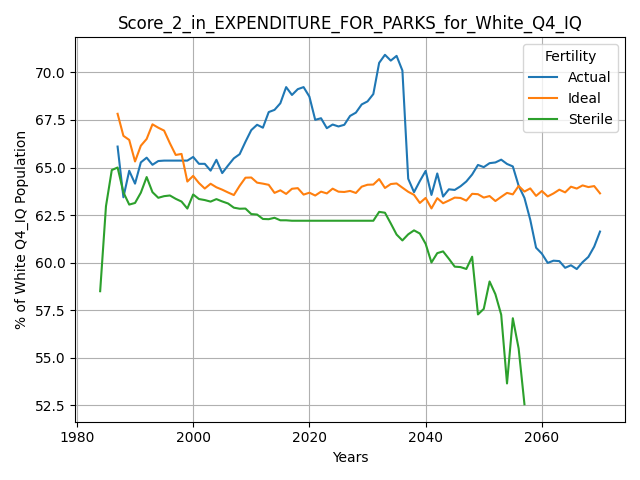 Score_2_in_EXPENDITURE_FOR_PARKS_for_White_Q4_IQ
Fertility
Actual
Ideal
Sterile
% of White Q4_IQ Population
70.0
67.5
65.0
62.5
60.0
57.5
55.0
52.5
1980 2000 2020 2040 2060
Years